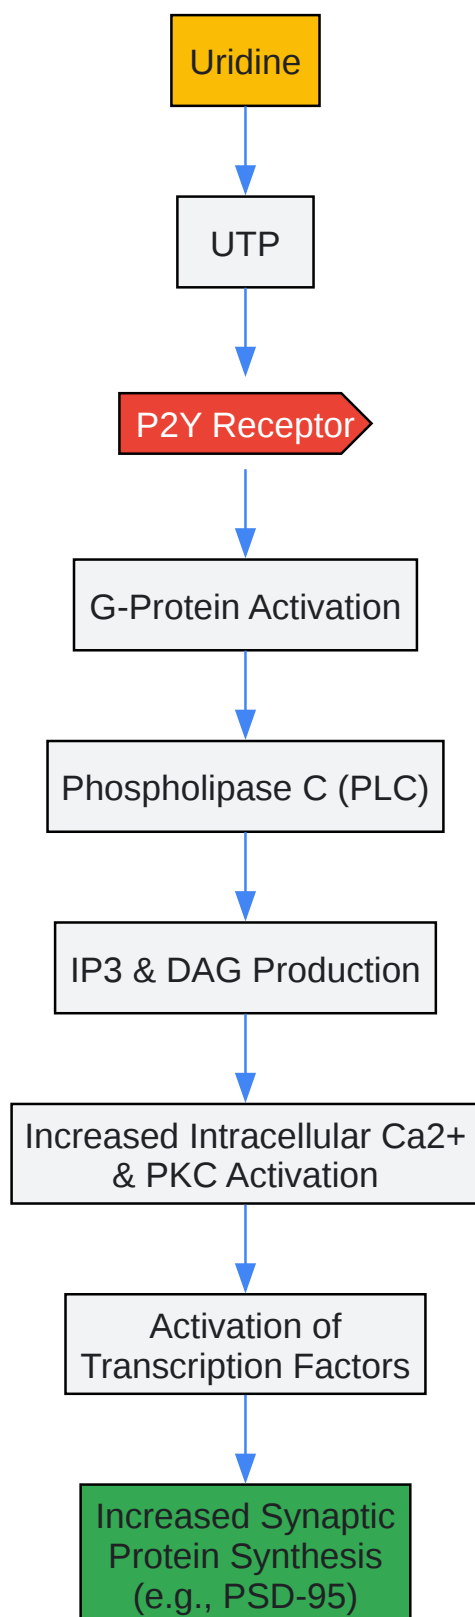 Uridine
UTP
P2Y Receptor
G-Protein Activation
Phospholipase C (PLC)
IP3 & DAG Production
Increased Intracellular Ca2+
& PKC Activation
Activation of
Transcription Factors
Increased Synaptic
Protein Synthesis
(e.g., PSD-95)